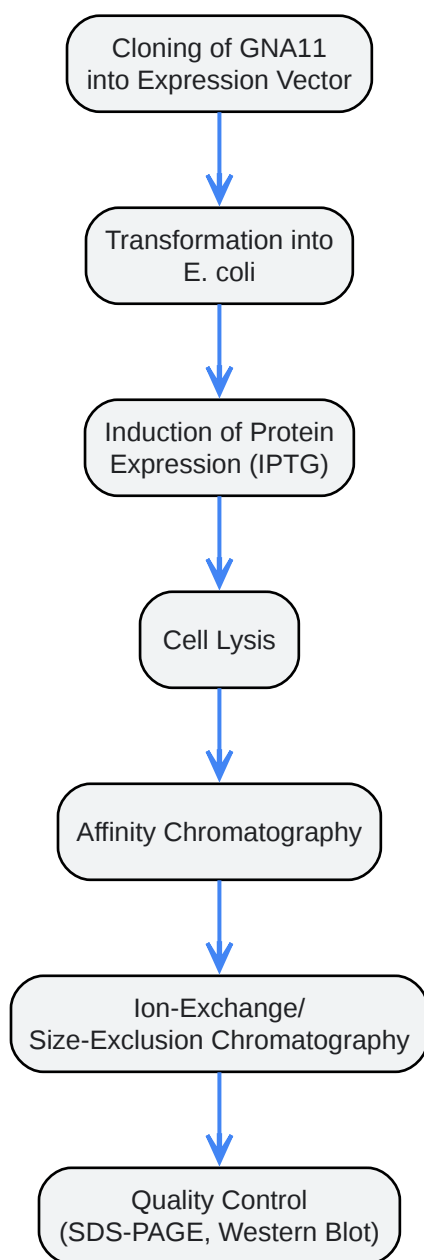 Cloning of GNA11
into Expression Vector
Transformation into
E. coli
Induction of Protein
Expression (IPTG)
Cell Lysis
Affinity Chromatography
Ion-Exchange/
Size-Exclusion Chromatography
Quality Control
(SDS-PAGE, Western Blot)